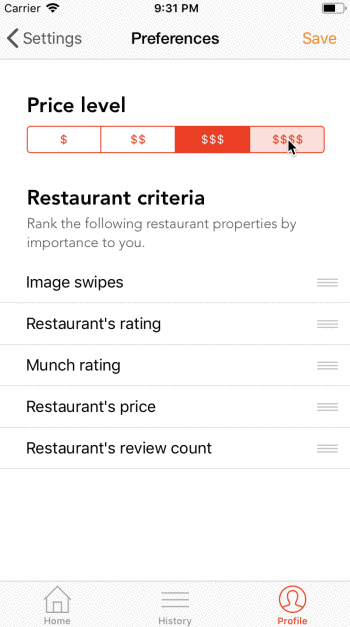 Carrier 9:31 PM
Settings Preferences Save
Price level
$ $$ $$$ $$$$
Restaurant criteria
Rank the following restaurant properties by
importance to you.
Image swipes
Restaurant's rating
Munch rating
Restaurant's price
Restaurant's review count
Home History Profile